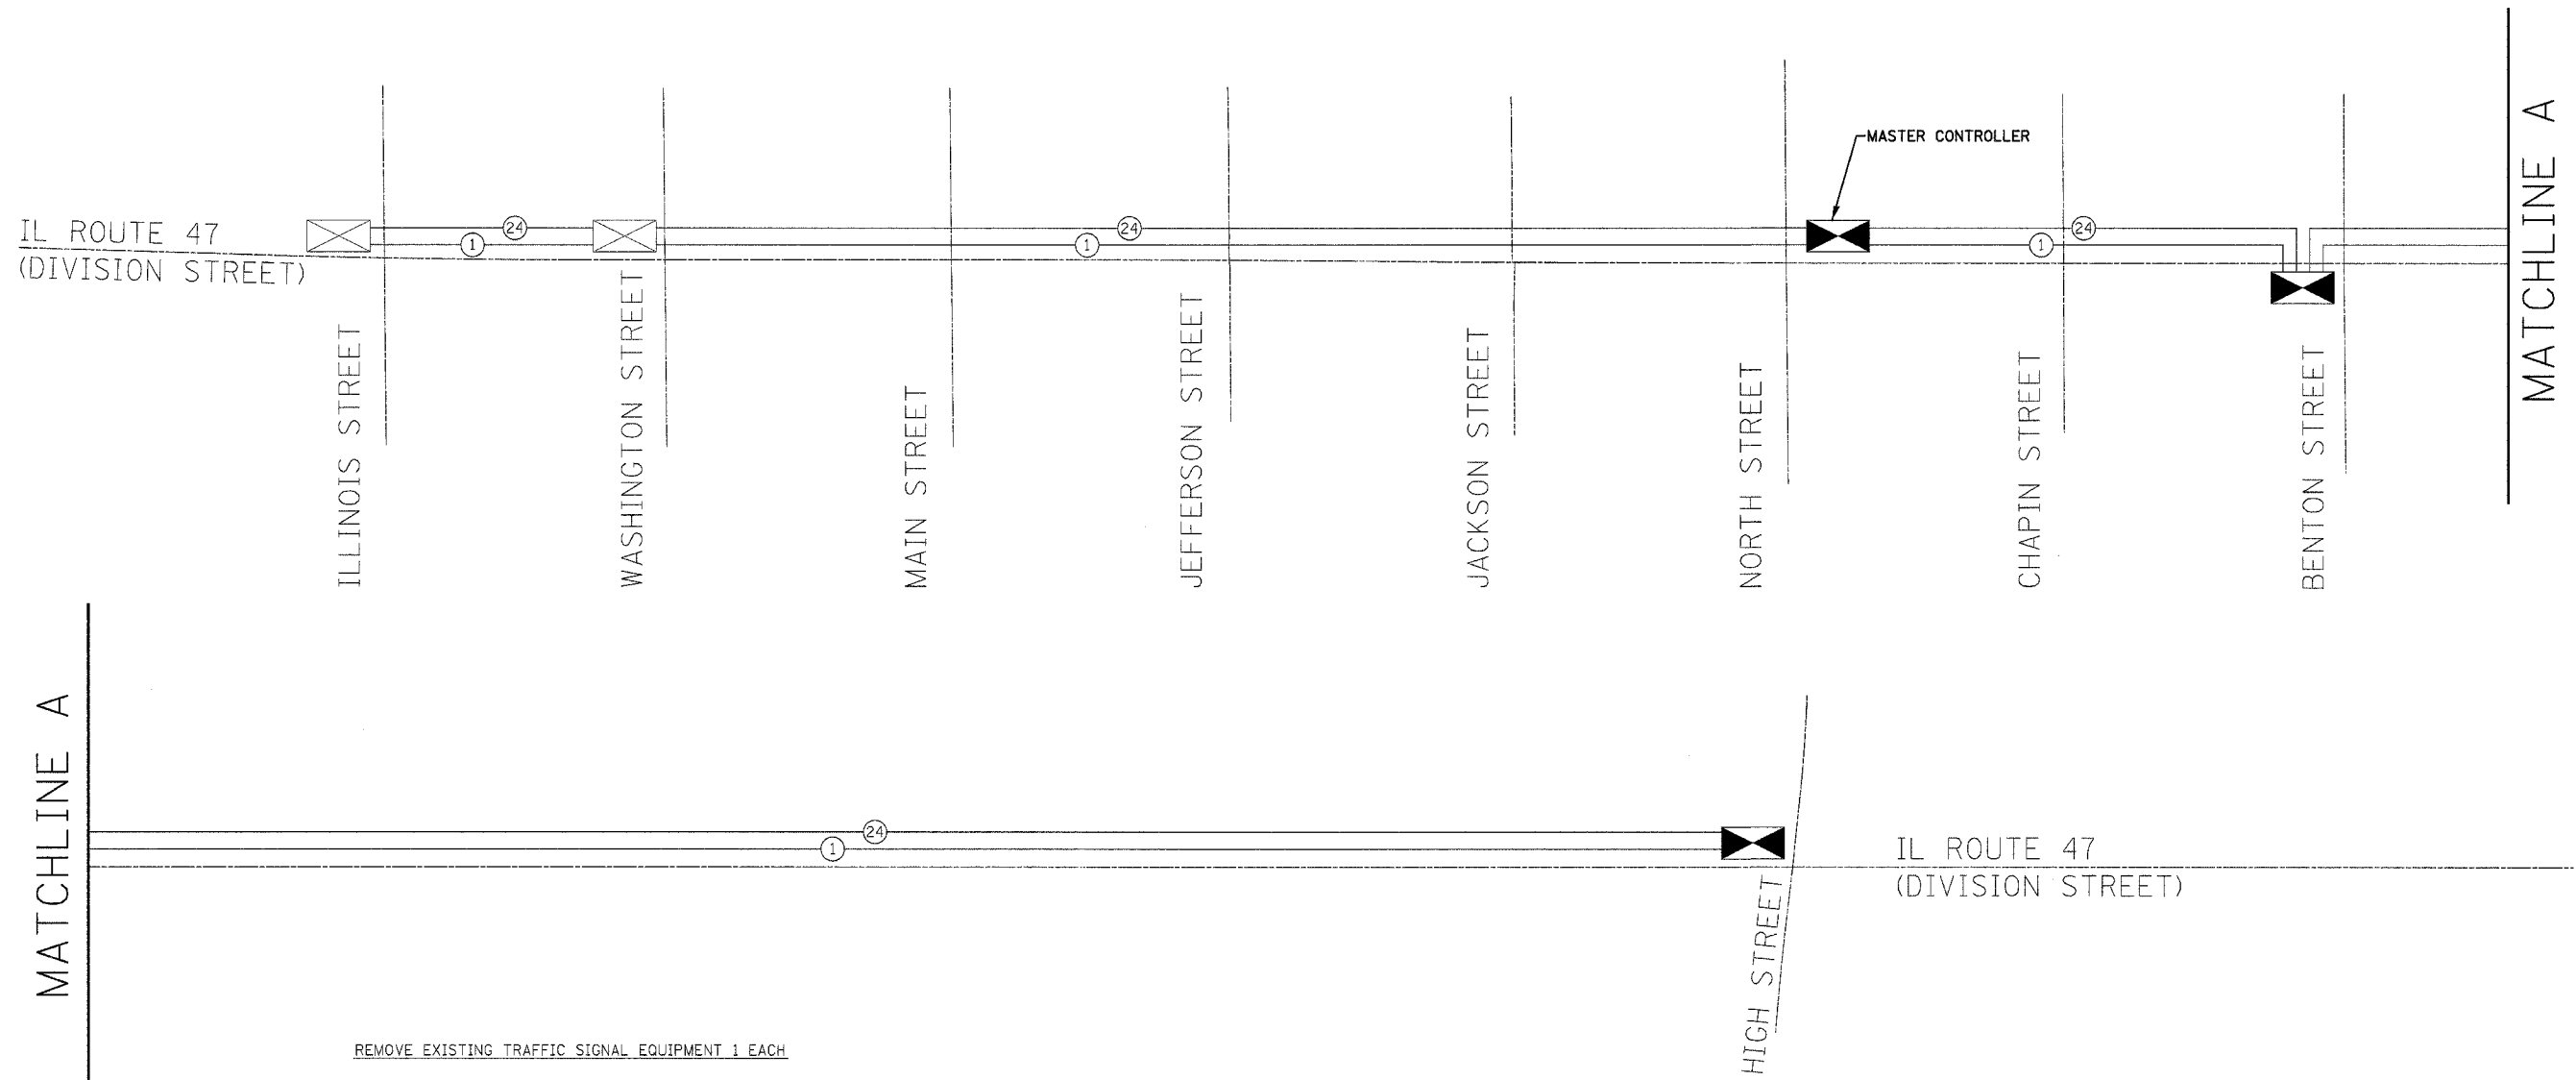 MASTER CONTROLLER
MATCHLINE A
IL ROUTE 47
(DIVISION STREET)
24
1
24
1
24
1
ILLINOIS STREET
WASHINGTON STREET
MAIN STREET
JEFFERSON STREET
JACKSON STREET
NORTH STREET
CHAPIN STREET
BENTON STREET
MATCHLINE A
24
1
IL ROUTE 47
(DIVISION STREET)
HIGH STREET
REMOVE EXISTING TRAFFIC SIGNAL EQUIPMENT 1 EACH